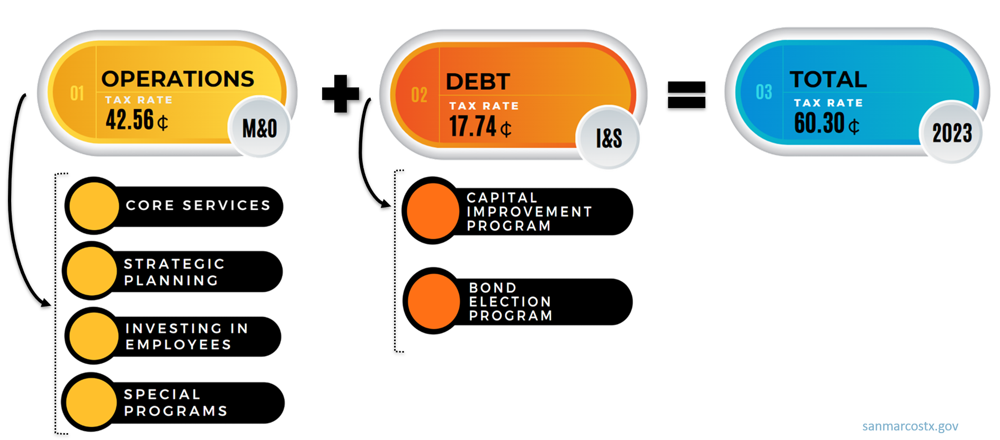 01
OPERATIONS
TAX RATE
42.56 ¢
M&O
02
DEBT
TAX RATE
17.74 ¢
I&S
03
TOTAL
TAX RATE
60.30 ¢
2023
CORE SERVICES
STRATEGIC
PLANNING
INVESTING IN
EMPLOYEES
SPECIAL
PROGRAMS
CAPITAL
IMPROVEMENT
PROGRAM
BOND
ELECTION
PROGRAM
sanmarcostx.gov